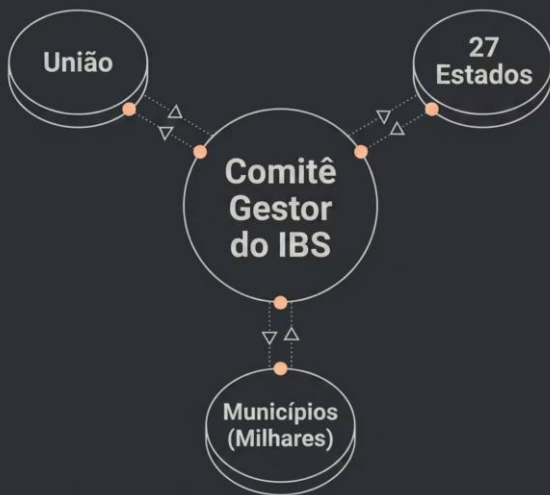 União
27
Estados
Comitê
Gestor
do IBS
Municípios
(Milhares)